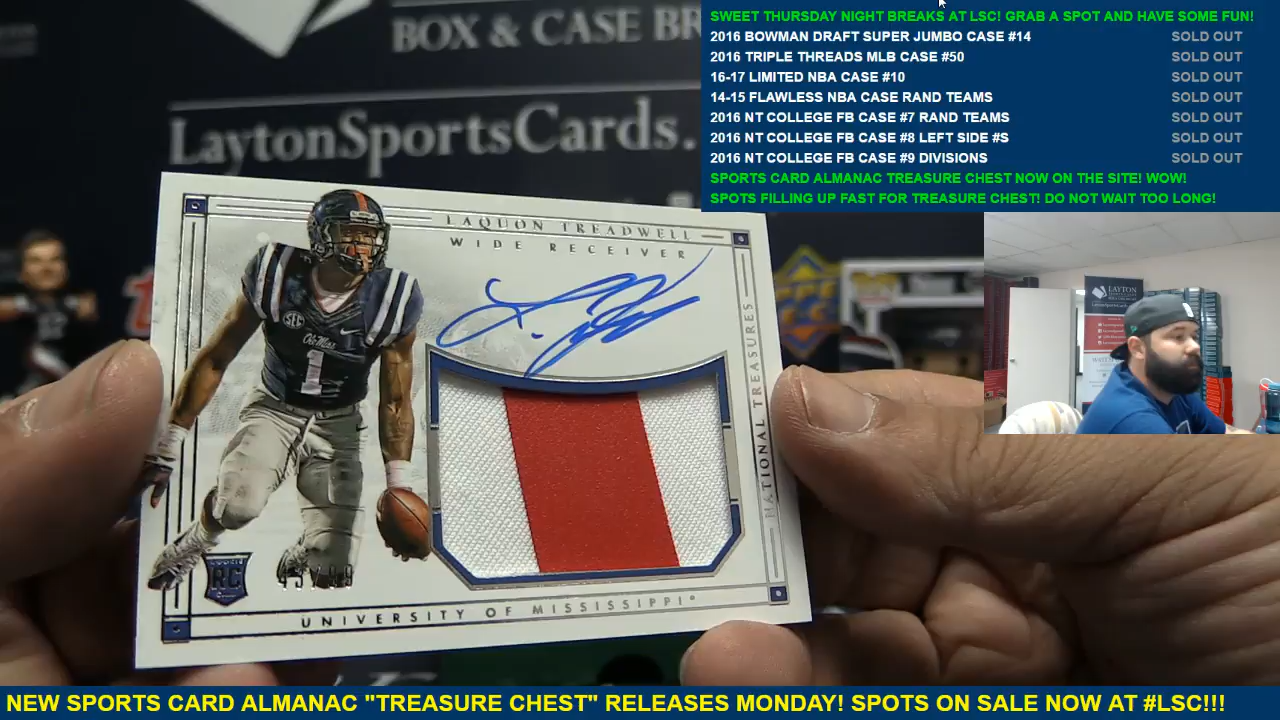 BOX & CASE BR
LaytonSportsCards.
SWEET THURSDAY NIGHT BREAKS AT LSC! GRAB A SPOT AND HAVE SOME FUN!
2016 BOWMAN DRAFT SUPER JUMBO CASE #14 SOLD OUT
2016 TRIPLE THREADS MLB CASE #50 SOLD OUT
16-17 LIMITED NBA CASE #10 SOLD OUT
14-15 FLAWLESS NBA CASE RAND TEAMS SOLD OUT
2016 NT COLLEGE FB CASE #7 RAND TEAMS SOLD OUT
2016 NT COLLEGE FB CASE #8 LEFT SIDE #S SOLD OUT
2016 NT COLLEGE FB CASE #9 DIVISIONS SOLD OUT
SPORTS CARD ALMANAC TREASURE CHEST NOW ON THE SITE! WOW!
SPOTS FILLING UP FAST FOR TREASURE CHEST! DO NOT WAIT TOO LONG!
LAQUON TREADWELL
WIDE RECEIVER
SEC
Ole Miss
1
NATIONAL TREASURES
RC
UNIVERSITY OF MISSISSIPPI
LAYTON
NEW SPORTS CARD ALMANAC "TREASURE CHEST" RELEASES MONDAY! SPOTS ON SALE NOW AT #LSC!!!